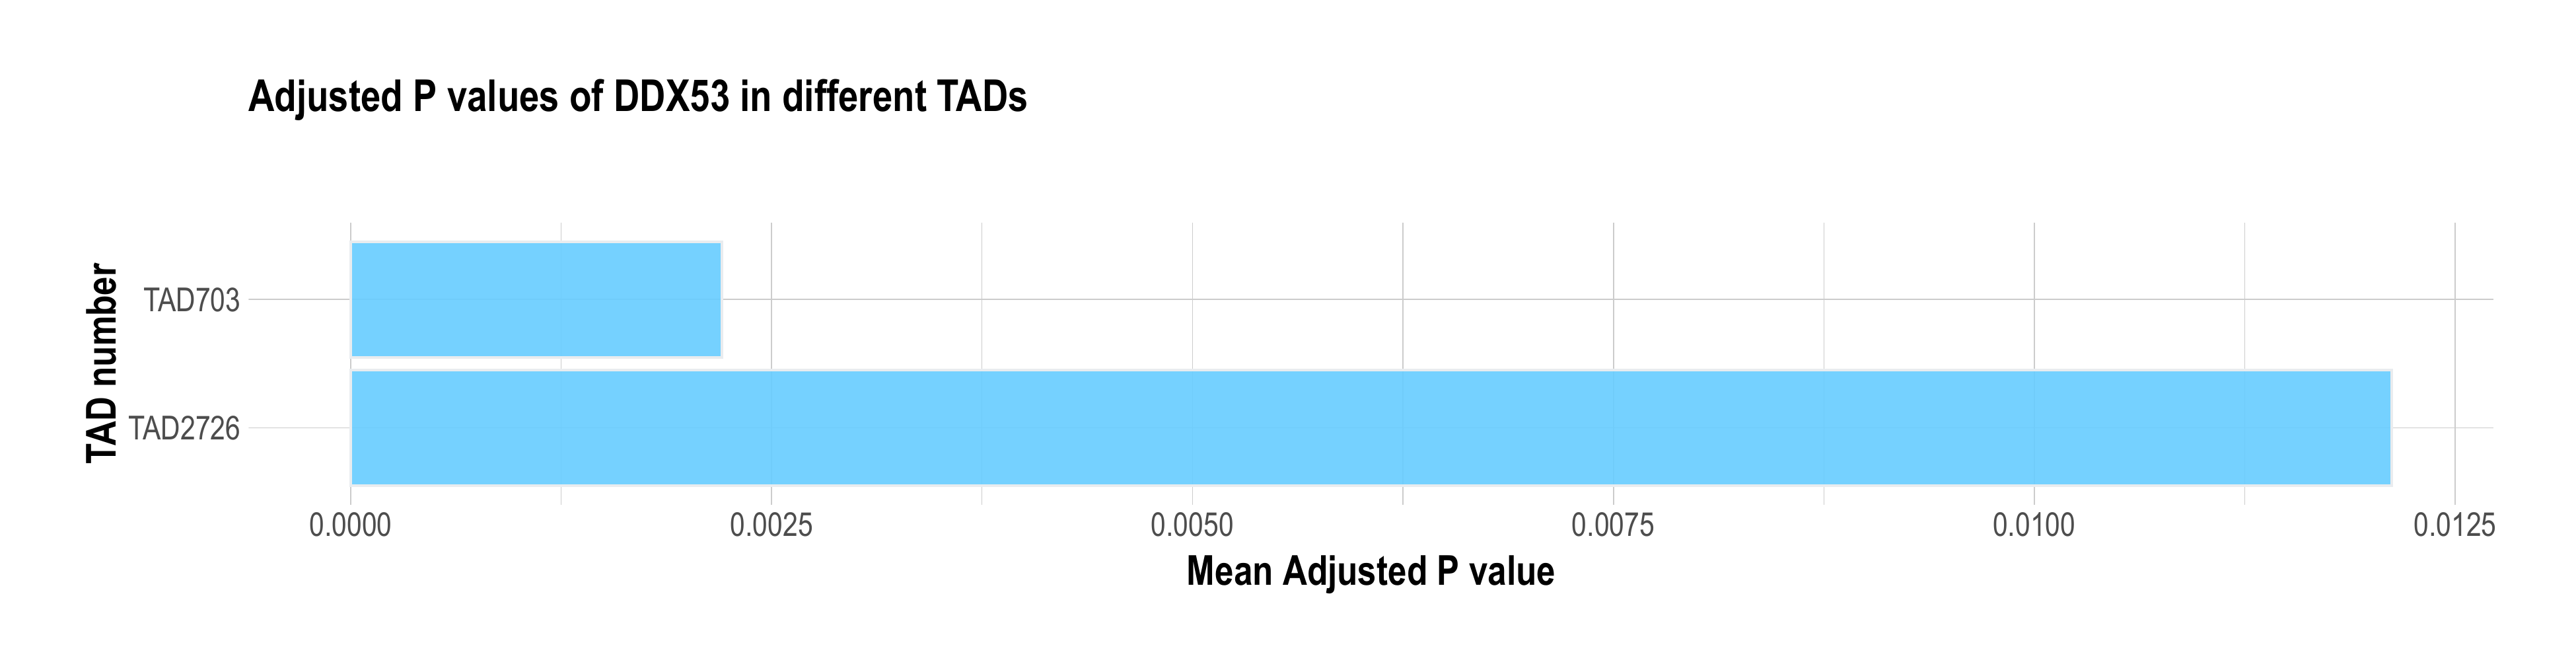 Adjusted P values of DDX53 in different TADs
TAD number
TAD703
TAD2726
0.0000 0.0025 0.0050 0.0075 0.0100 0.0125
Mean Adjusted P value